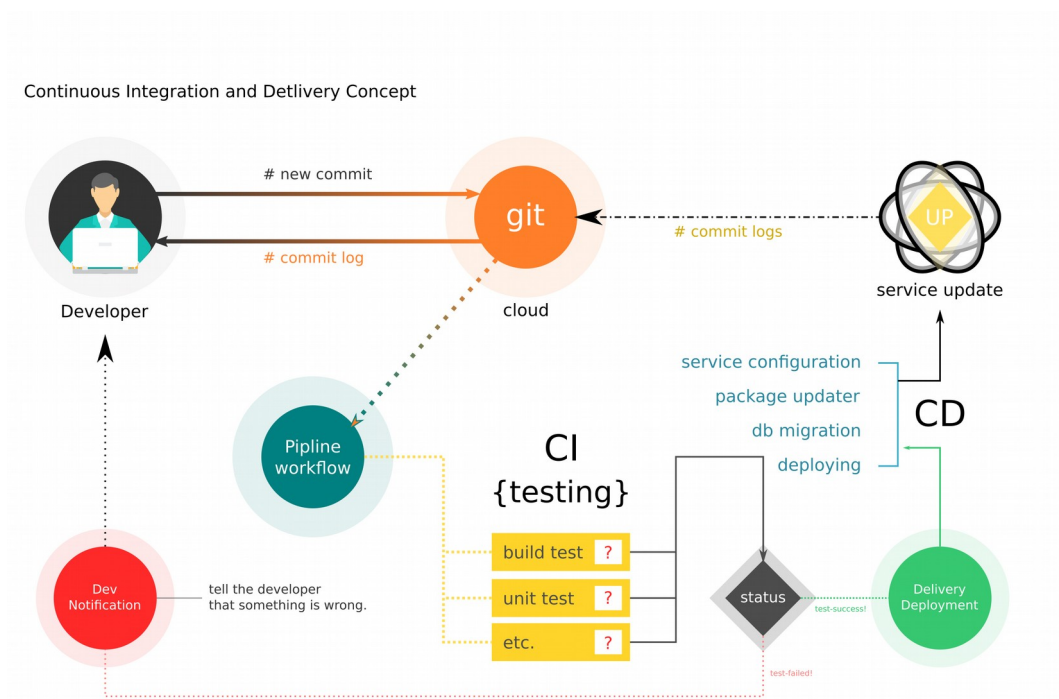 Continuous Integration and Detlivery Concept
# new commit
git
UP
# commit logs
# commit log
service update
Developer
cloud
service configuration
package updater
CD
db migration
deploying
Pipline
workflow
CI
{testing}
build test ?
unit test ?
etc. ?
Dev
Notification
tell the developer
that something is wrong.
status
test-success!
Delivery
Deployment
test-failed!